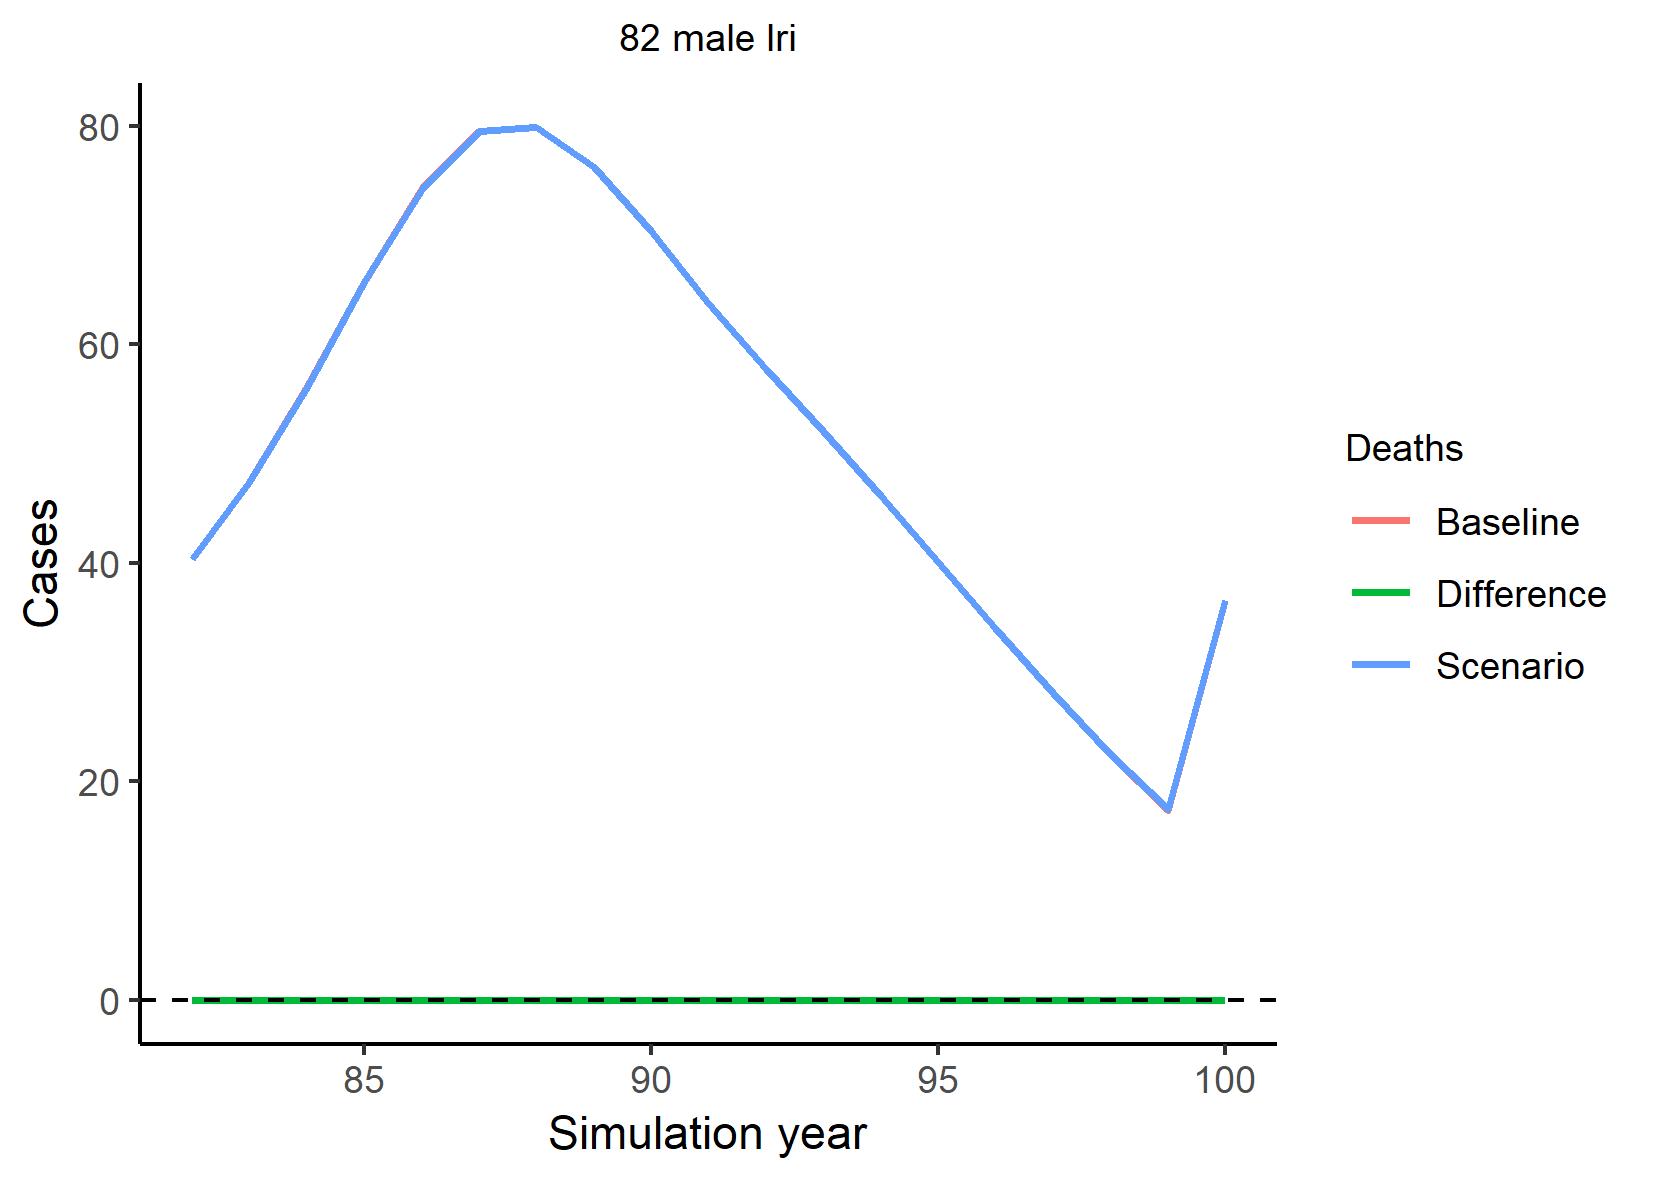 82 male lri
Cases
80
60
40
20
0
85 90 95 100
Simulation year
Deaths
Baseline
Difference
Scenario